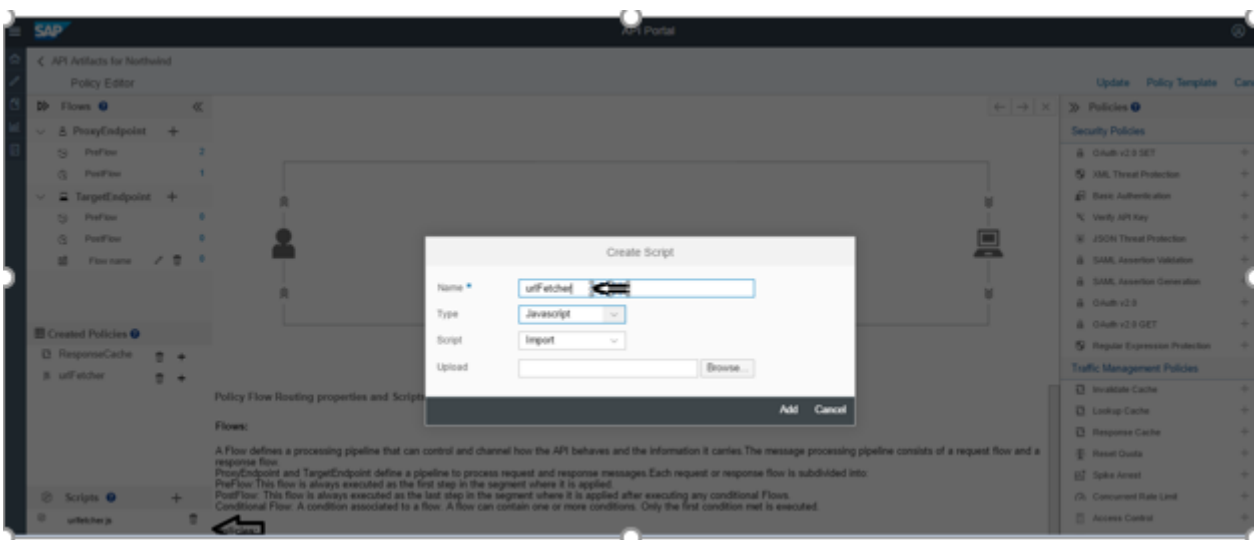 SAP
API Portal
API Artifacts for Northwind
Policy Editor
Update Policy Template
Flows
ProxyEndpoint
PreFlow 2
PostFlow 1
TargetEndpoint
PreFlow 0
PostFlow 0
Flow name 0
Created Policies
ResponseCache
urlFetcher
Scripts
urlfetcher.js
Create Script
Name *
urlFetcher
Type
Javascript
Script
Import
Upload
Browse...
Add Cancel
Policy Flow Routing properties and Scripts
Flows:
A Flow defines a processing pipeline that can control and channel how the API behaves and the information it carries.The message processing pipeline consists of a request flow and a
response flow.
ProxyEndpoint and TargetEndpoint define a pipeline to process request and response messages.Each request or response flow is subdivided into:
PreFlow:This flow is always executed as the first step in the segment where it is applied.
PostFlow: This flow is always executed as the last step in the segment where it is applied after executing any conditional Flows.
Conditional Flow: A condition associated to a flow. A flow can contain one or more conditions. Only the first condition met is executed.
Policies
Security Policies
OAuth v2.0 SET
XML Threat Protection
Basic Authentication
Verify API Key
JSON Threat Protection
SAML Assertion Validation
SAML Assertion Generation
OAuth v2.0
OAuth v2.0 GET
Regular Expression Protection
Traffic Management Policies
Invalidate Cache
Lookup Cache
Response Cache
Reset Quota
Spike Arrest
Concurrent Rate Limit
Access Control